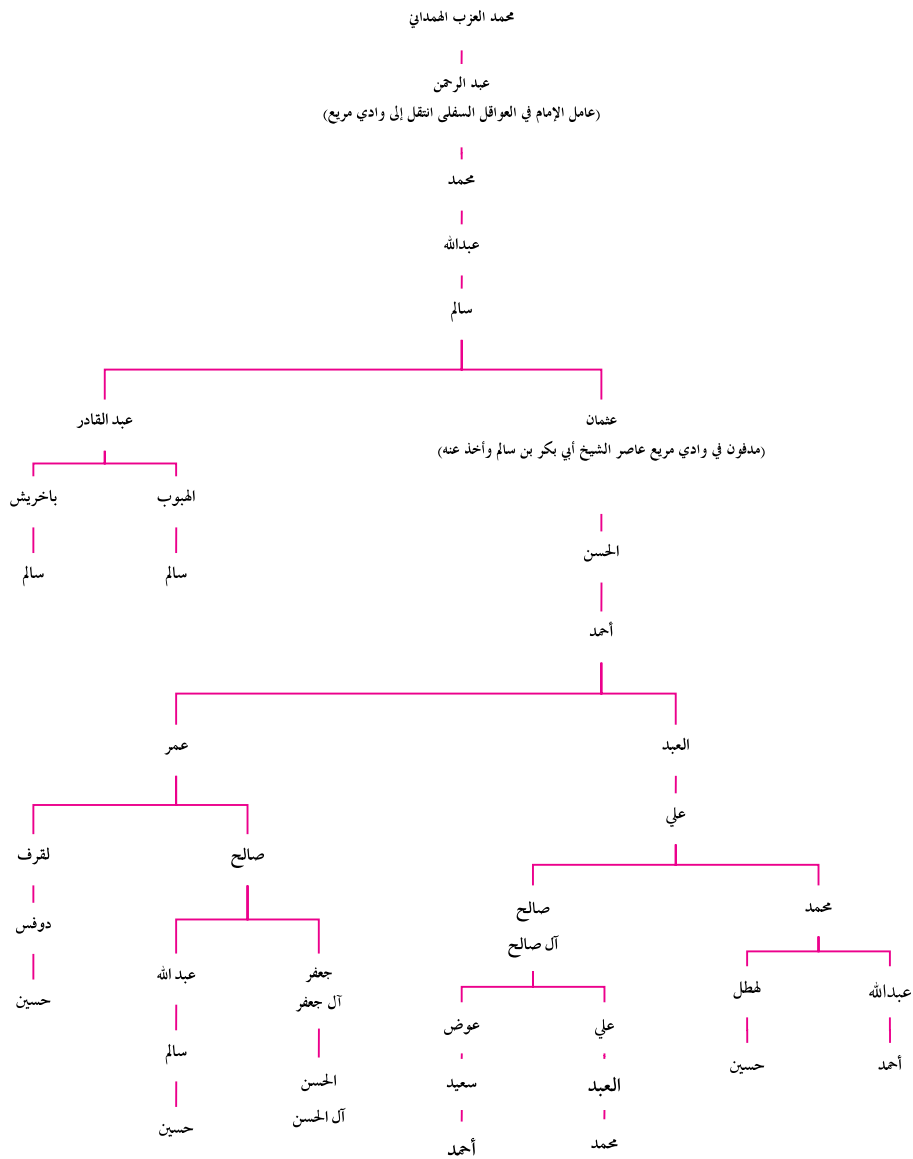 محمد العزب الهمداني
عبد الرحمن
(عامل الإمام في العواقل السفلى انتقل إلى وادي مريع)
محمد
عبدالله
سالم
عثمان
(مدفون في وادي مريع عاصر الشيخ أبي بكر بن سالم وأخذ عنه)
عبد القادر
الهبوب
باخريش
سالم
سالم
الحسن
أحمد
العبد
عمر
علي
صالح
لقرف
محمد
صالح
آل صالح
دوفس
عبدالله
لهطل
جعفر
آل جعفر
عبد الله
حسين
علي
عوض
سالم
أحمد
حسين
العبد
سعيد
الحسن
آل الحسن
حسين
محمد
أحمد